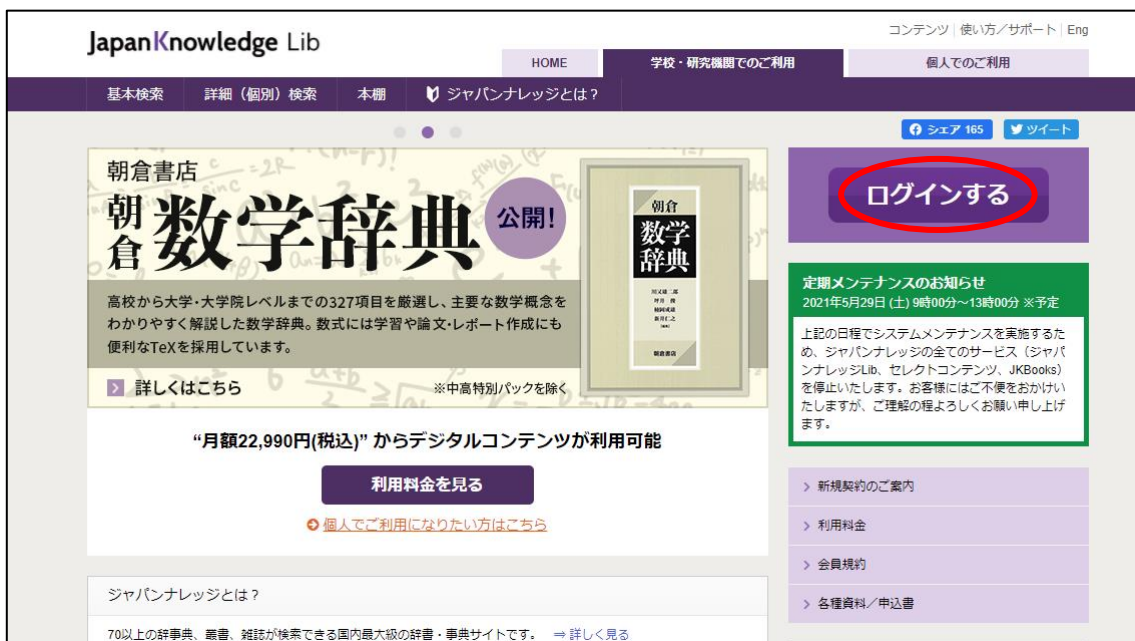 JapanKnowledge Lib
コンテンツ | 使い方／サポート | Eng
HOME
学校・研究機関でのご利用
個人でのご利用
基本検索
詳細（個別）検索
本棚
ジャパンナレッジとは？
シェア 165
ツイート
朝倉書店
朝倉 数学辞典
公開！
高校から大学・大学院レベルまでの327項目を厳選し、主要な数学概念を
わかりやすく解説した数学辞典。数式には学習や論文・レポート作成にも
便利なTeXを採用しています。
詳しくはこちら
※中高特別パックを除く
朝倉
数学
辞典
朝倉書店
ログインする
定期メンテナンスのお知らせ
2021年5月29日 (土) 9時00分～13時00分 ※予定
上記の日程でシステムメンテナンスを実施するた
め、ジャパンナレッジの全てのサービス（ジャパ
ンナレッジLib、セレクトコンテンツ、JKBooks）
を停止いたします。お客様にはご不便をおかけい
たしますが、ご理解の程よろしくお願い申し上げ
ます。
“月額22,990円(税込)” からデジタルコンテンツが利用可能
利用料金を見る
個人でご利用になりたい方はこちら
新規契約のご案内
利用料金
会員規約
各種資料／申込書
ジャパンナレッジとは？
70以上の辞事典、叢書、雑誌が検索できる国内最大級の辞書・事典サイトです。 ⇒詳しく見る